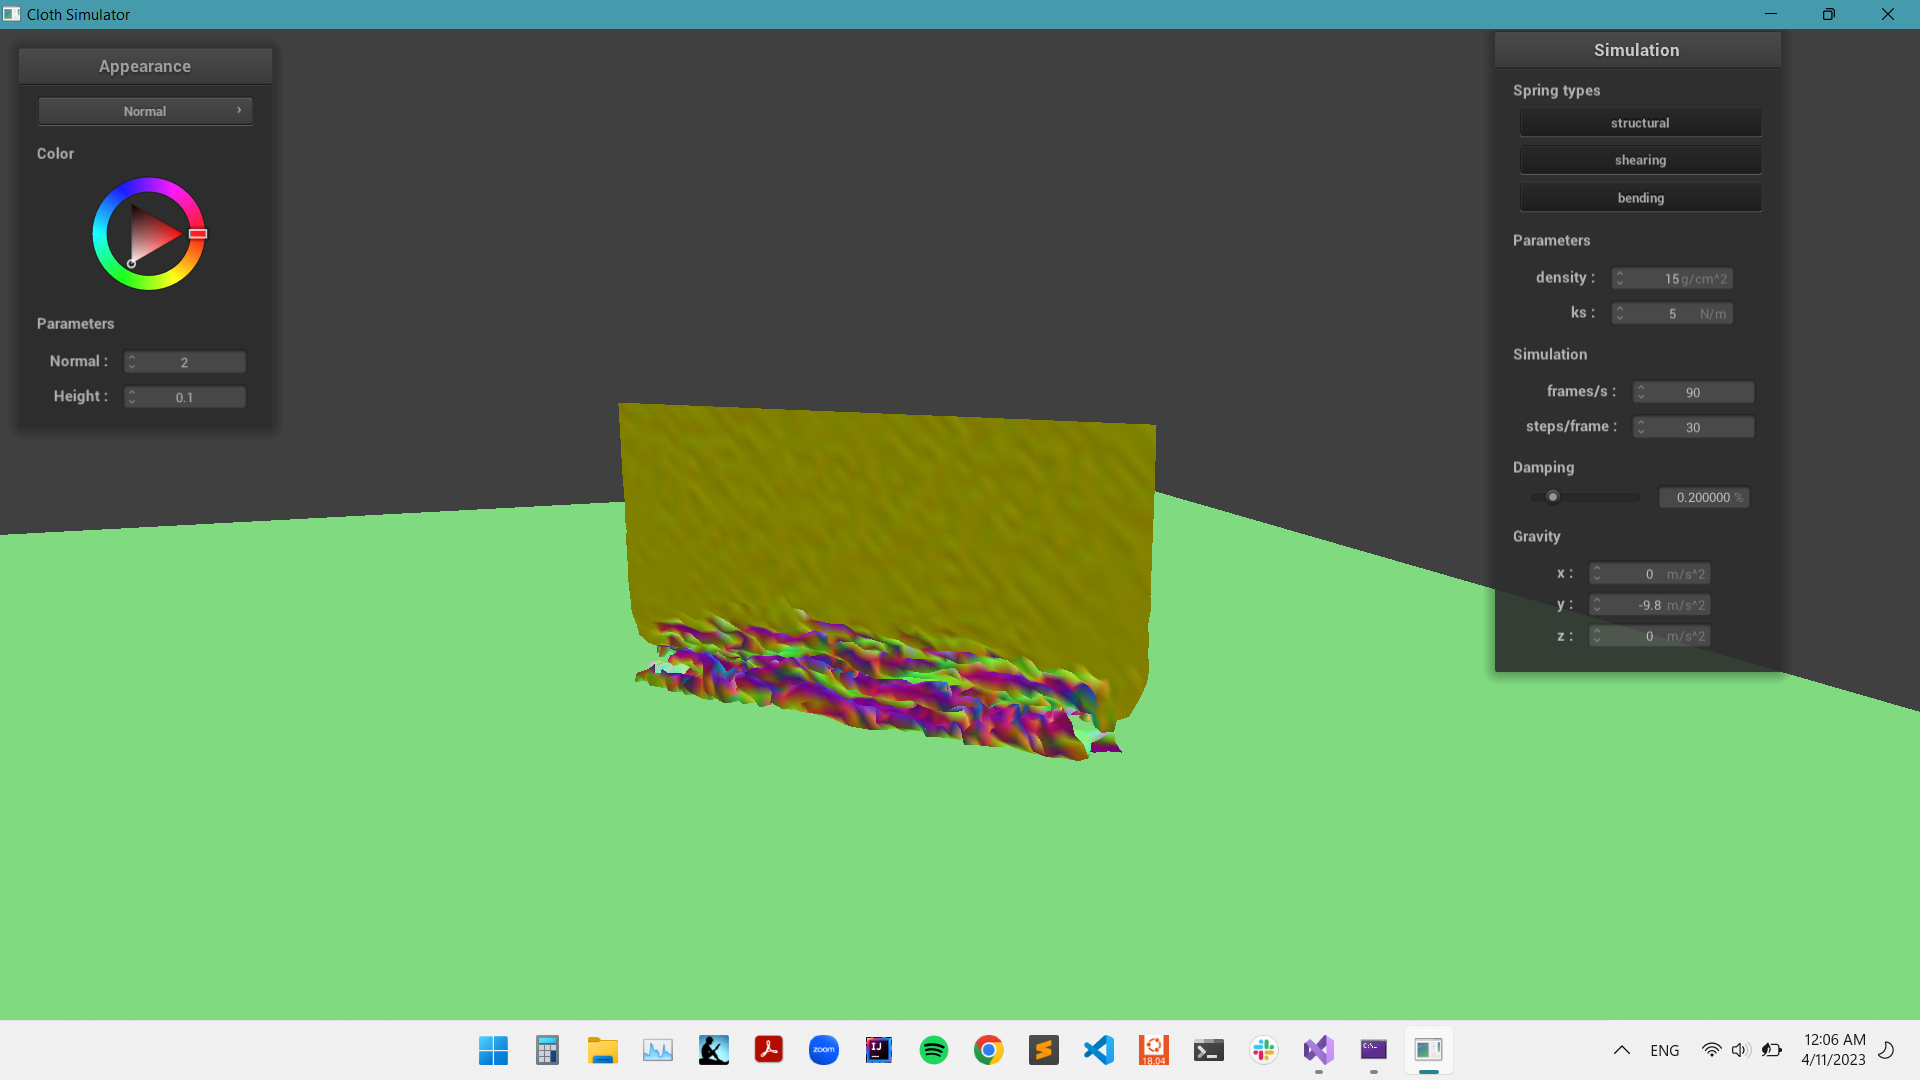 Cloth Simulator
Appearance
Normal
Color
Parameters
Normal : 2
Height : 0.1
Simulation
Spring types
structural
shearing
bending
Parameters
density : 15 g/cm^2
ks : 5 N/m
Simulation
frames/s : 90
steps/frame : 30
Damping
0.200000 %
Gravity
x : 0 m/s^2
y : -9.8 m/s^2
z : 0 m/s^2
zoom
IJ
18.04
C:\_
ENG
12:06 AM
4/11/2023